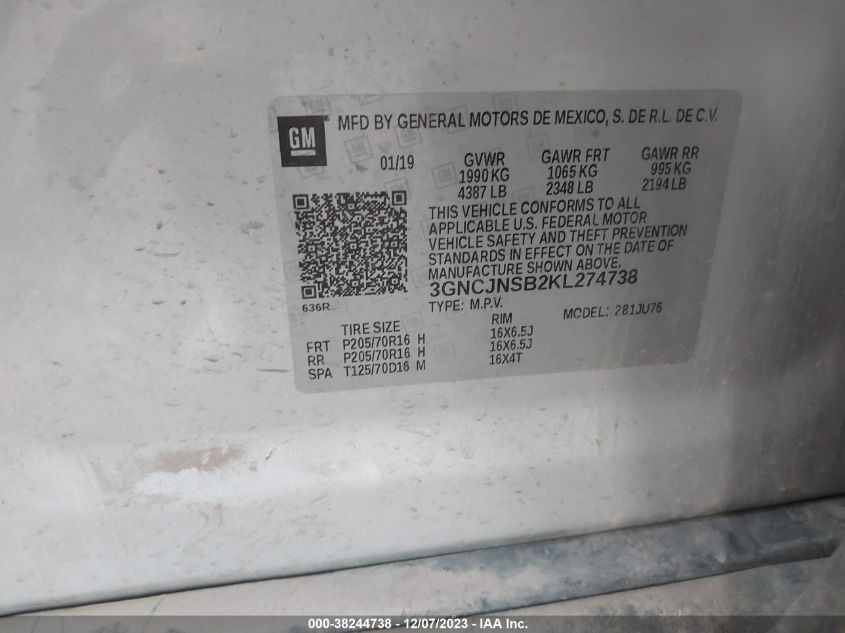 GM MFD BY GENERAL MOTORS DE MEXICO, S. DE R.L. DE C.V.
01/19 GVWR GAWR FRT GAWR RR
1990 KG 1065 KG 995 KG
4387 LB 2348 LB 2194 LB
THIS VEHICLE CONFORMS TO ALL
APPLICABLE U.S. FEDERAL MOTOR
VEHICLE SAFETY AND THEFT PREVENTION
STANDARDS IN EFFECT ON THE DATE OF
MANUFACTURE SHOWN ABOVE.
3GNCJNSB2KL274738
636R TYPE: M.P.V. MODEL: 281JU76
TIRE SIZE RIM
FRT P205/70R16 H 16X6.5J
RR P205/70R16 H 16X6.5J
SPA T125/70D16 M 16X4T
000-38244738 - 12/07/2023 - IAA Inc.